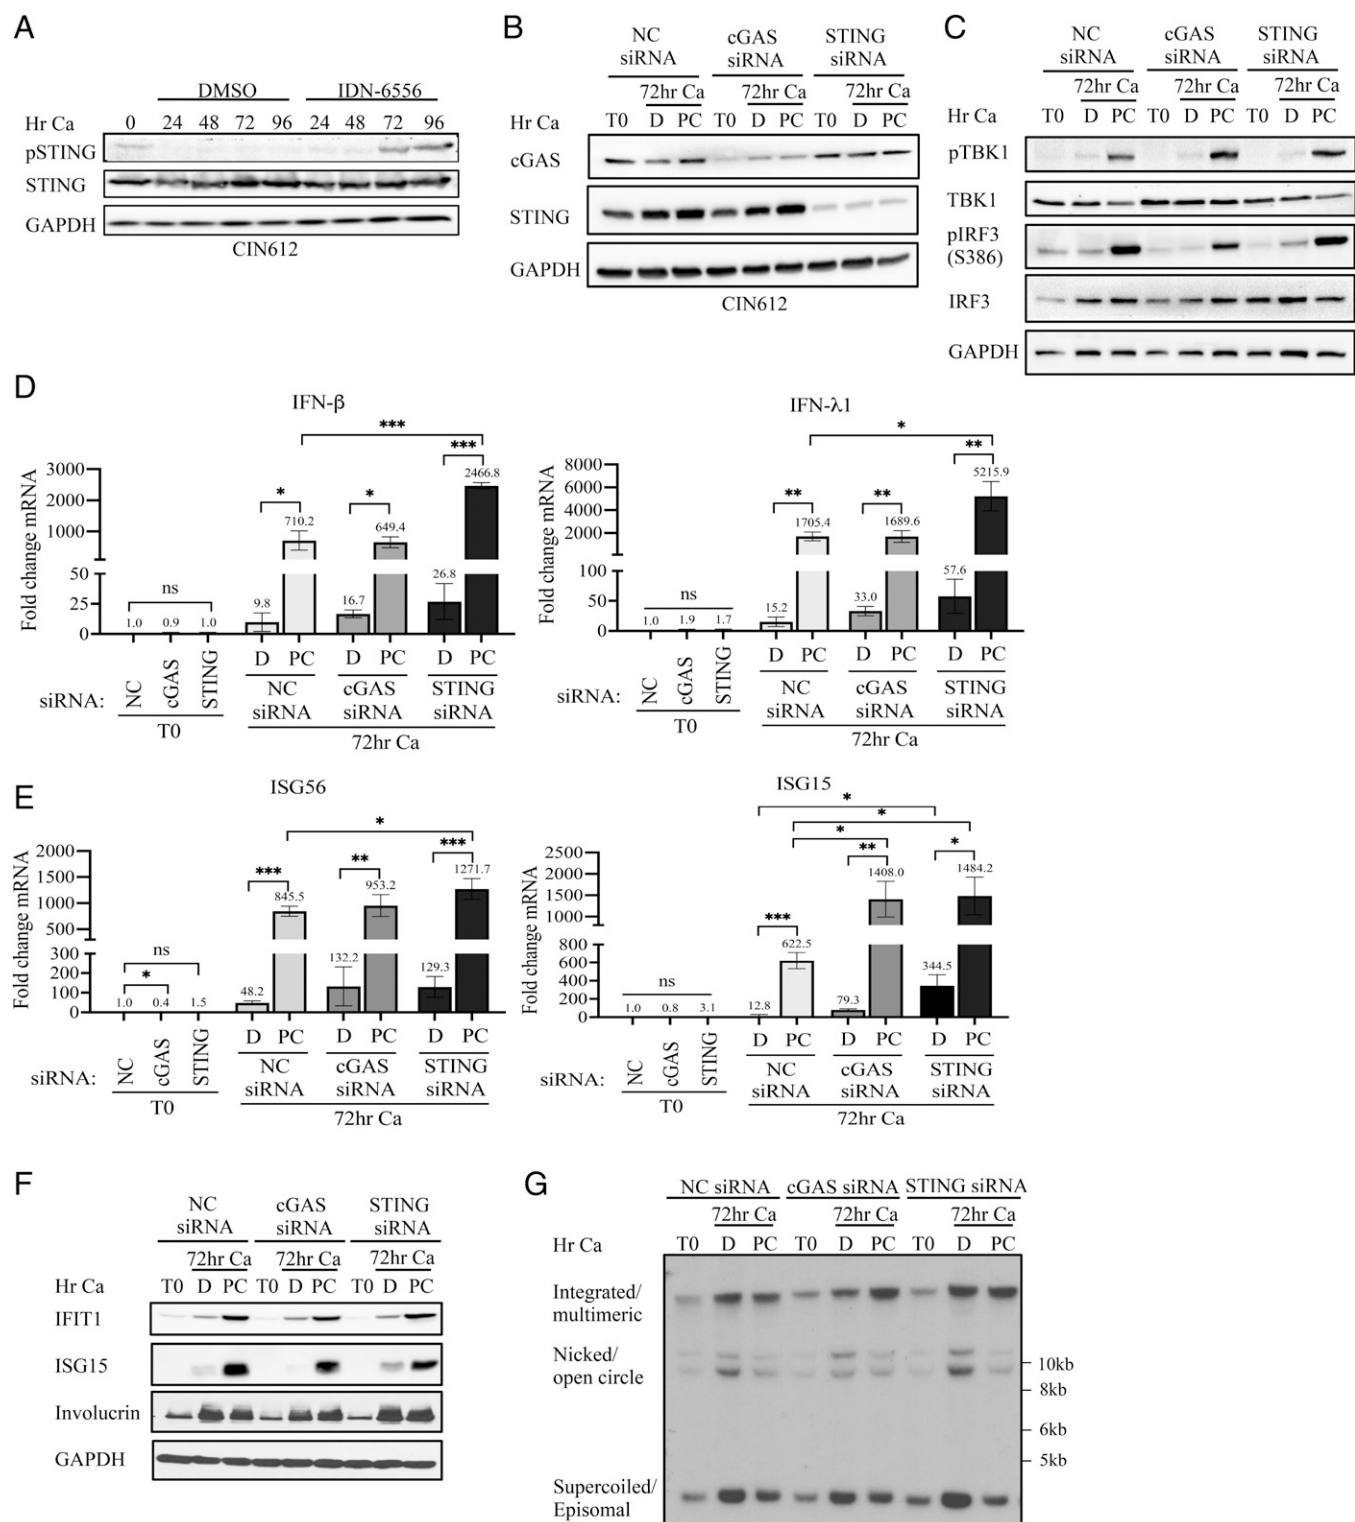 A
DMSO IDN-6556
Hr Ca 0 24 48 72 96 24 48 72 96
pSTING
STING
GAPDH
CIN612
B
NC siRNA cGAS siRNA STING siRNA
72hr Ca 72hr Ca 72hr Ca
Hr Ca T0 D PC T0 D PC T0 D PC
cGAS
STING
GAPDH
CIN612
C
NC siRNA cGAS siRNA STING siRNA
72hr Ca 72hr Ca 72hr Ca
Hr Ca T0 D PC T0 D PC T0 D PC
pTBK1
TBK1
pIRF3
(S386)
IRF3
GAPDH
D
IFN-β
Fold change mRNA
3000
2000
1000
50
25
0
ns
* * *** ***
1.0 0.9 1.0 9.8 710.2 16.7 649.4 26.8 2466.8
D PC D PC D PC
siRNA: NC cGAS STING NC siRNA cGAS siRNA STING siRNA
T0 72hr Ca
IFN-λ1
Fold change mRNA
8000
6000
4000
2000
100
50
0
ns
** ** ** *
1.0 1.9 1.7 15.2 1705.4 33.0 1689.6 57.6 5215.9
D PC D PC D PC
siRNA: NC cGAS STING NC siRNA cGAS siRNA STING siRNA
T0 72hr Ca
E
ISG56
Fold change mRNA
2000
1500
1000
500
300
200
100
0
ns
* *** ** *** *
1.0 0.4 1.5 48.2 845.5 132.2 953.2 129.3 1271.7
D PC D PC D PC
siRNA: NC cGAS STING NC siRNA cGAS siRNA STING siRNA
T0 72hr Ca
ISG15
Fold change mRNA
2500
2000
1500
1000
800
600
400
200
0
ns
*** ** * * * *
1.0 0.8 3.1 12.8 622.5 79.3 1408.0 344.5 1484.2
D PC D PC D PC
siRNA: NC cGAS STING NC siRNA cGAS siRNA STING siRNA
T0 72hr Ca
F
NC siRNA cGAS siRNA STING siRNA
72hr Ca 72hr Ca 72hr Ca
Hr Ca T0 D PC T0 D PC T0 D PC
IFIT1
ISG15
Involucrin
GAPDH
G
NC siRNA cGAS siRNA STING siRNA
72hr Ca 72hr Ca 72hr Ca
Hr Ca T0 D PC T0 D PC T0 D PC
Integrated/
multimeric
Nicked/
open circle
10kb
8kb
6kb
5kb
Supercoiled/
Episomal